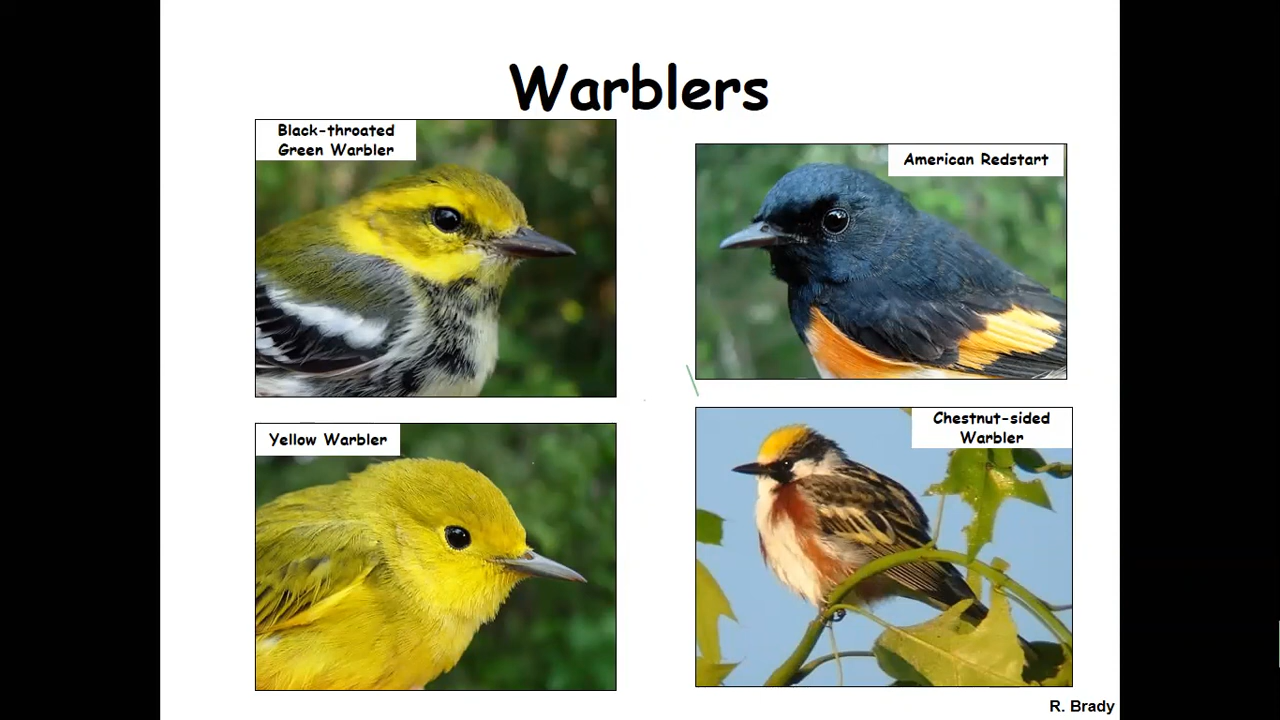 Warblers
Black-throated
Green Warbler
American Redstart
Yellow Warbler
Chestnut-sided
Warbler
R. Brady